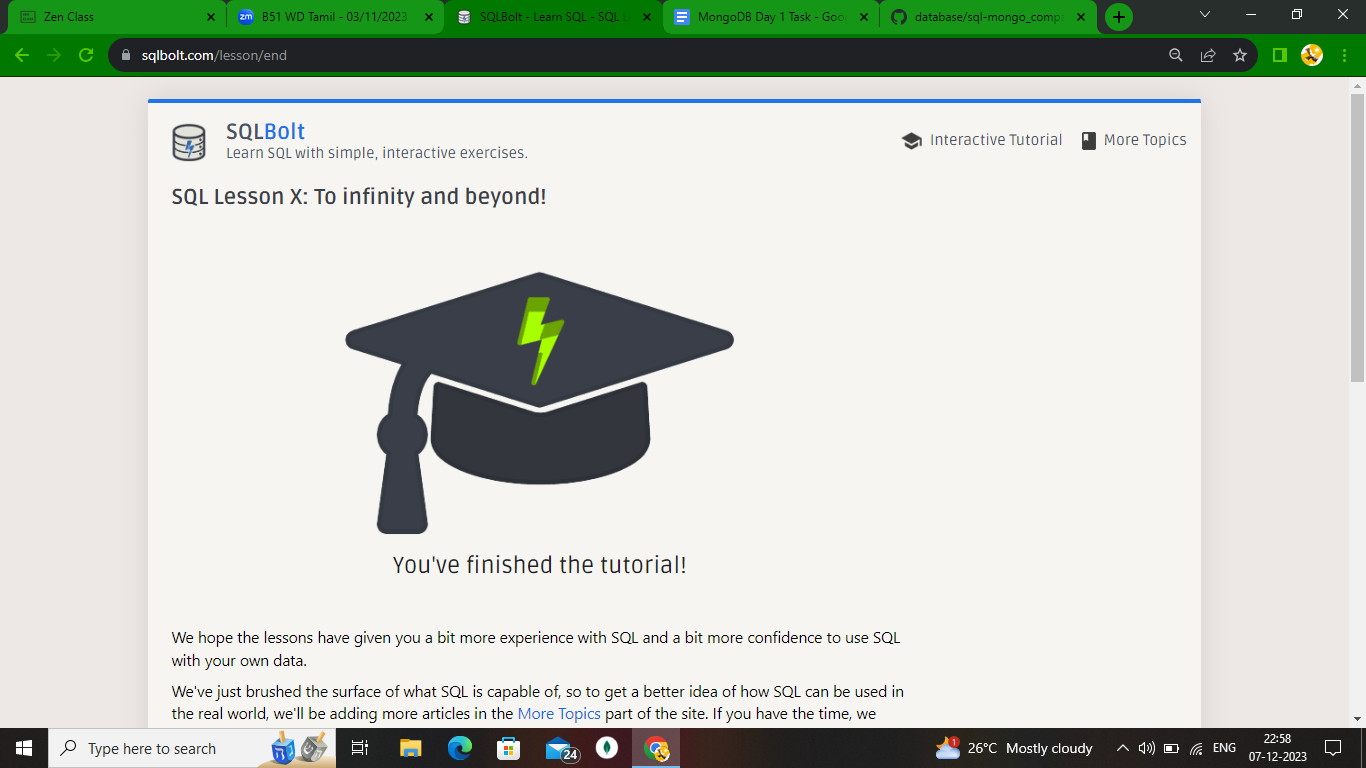 Zen Class
B51 WD Tamil - 03/11/2023
SQLBolt - Learn SQL - SQL L
MongoDB Day 1 Task - Goo
database/sql-mongo_comp
sqlbolt.com/lesson/end
SQLBolt
Learn SQL with simple, interactive exercises.
Interactive Tutorial
More Topics
SQL Lesson X: To infinity and beyond!
You've finished the tutorial!
We hope the lessons have given you a bit more experience with SQL and a bit more confidence to use SQL
with your own data.
We've just brushed the surface of what SQL is capable of, so to get a better idea of how SQL can be used in
the real world, we'll be adding more articles in the More Topics part of the site. If you have the time, we
Type here to search
24
1
26°C Mostly cloudy
ENG
22:58
07-12-2023